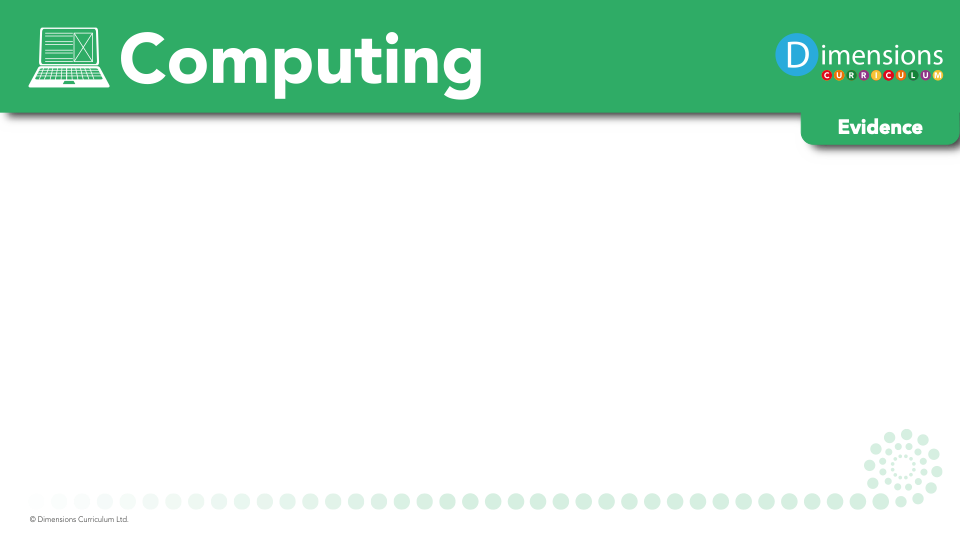 Computing
Dimensions
CURRICULUM
Evidence
© Dimensions Curriculum Ltd.